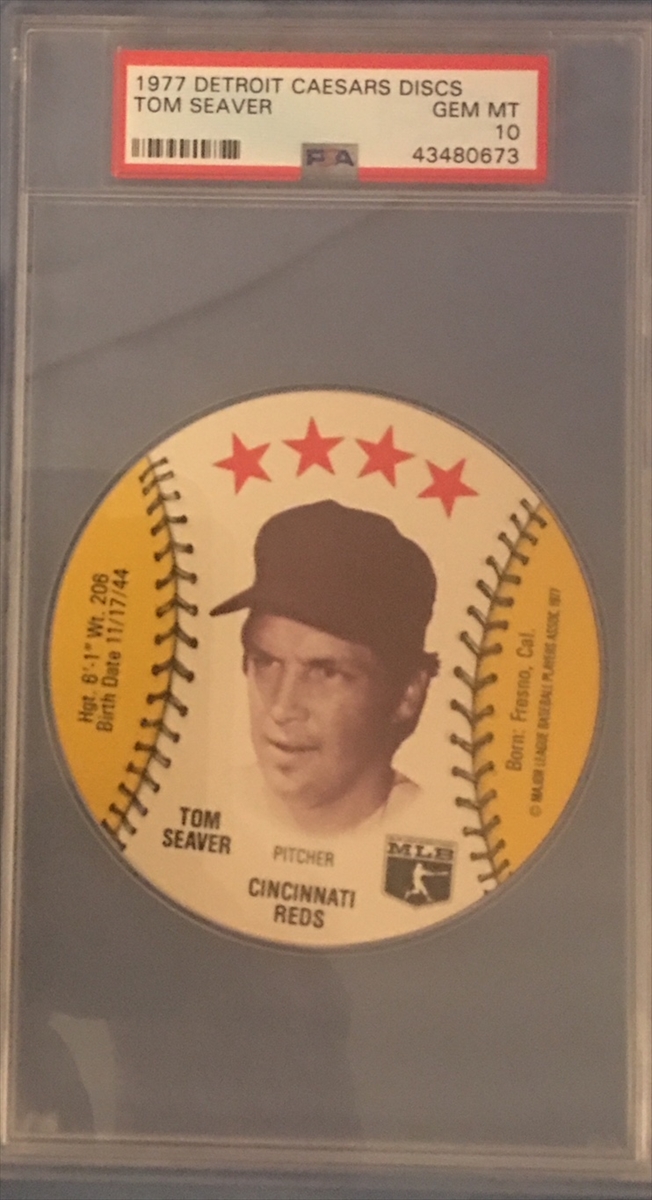 1977 DETROIT CAESARS DISCS
TOM SEAVER GEM MT
10
PSA 43480673
Hgt. 6'-1" Wt. 206
Birth Date 11/17/44
Born: Fresno, Cal.
© MAJOR LEAGUE BASEBALL PLAYERS ASSOC. 1977
TOM
SEAVER
PITCHER
CINCINNATI
REDS
MLB